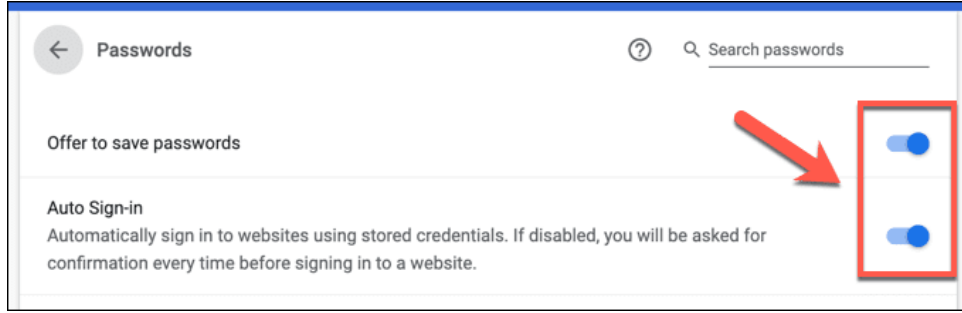 Passwords
Search passwords
Offer to save passwords
Auto Sign-in
Automatically sign in to websites using stored credentials. If disabled, you will be asked for
confirmation every time before signing in to a website.